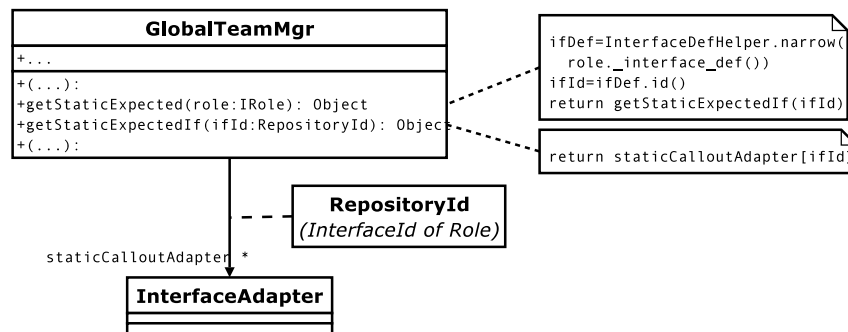 GlobalTeamMgr
+...
+(...):
+getStaticExpected(role:IRole): Object
+getStaticExpectedIf(ifId:RepositoryId): Object
+(...):
ifDef=InterfaceDefHelper.narrow(
role._interface_def())
ifId=ifDef.id()
return getStaticExpectedIf(ifId)
return staticCalloutAdapter[ifId]
RepositoryId
(InterfaceId of Role)
staticCalloutAdapter *
InterfaceAdapter